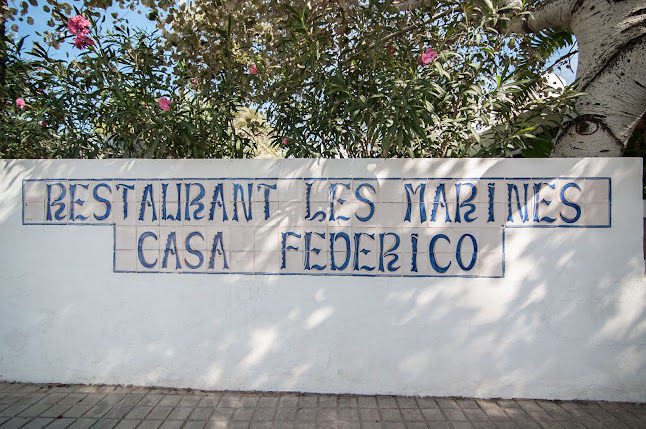 RESTAURANT LES MARINES
CASA FEDERICO